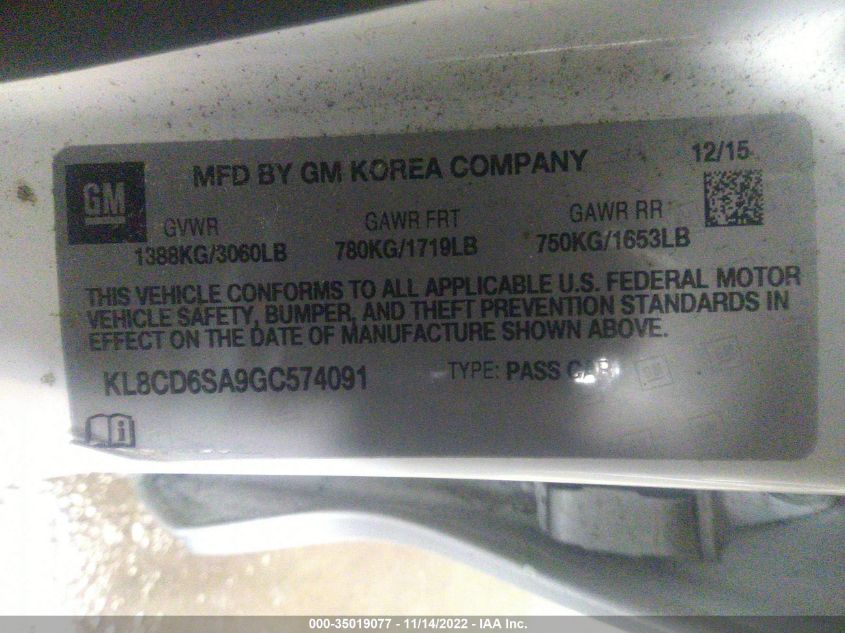 MFD BY GM KOREA COMPANY 12/15
GM
GVWR GAWR FRT GAWR RR
1388KG/3060LB 780KG/1719LB 750KG/1653LB
THIS VEHICLE CONFORMS TO ALL APPLICABLE U.S. FEDERAL MOTOR
VEHICLE SAFETY, BUMPER, AND THEFT PREVENTION STANDARDS IN
EFFECT ON THE DATE OF MANUFACTURE SHOWN ABOVE.
KL8CD6SA9GC574091 TYPE: PASS CAR
i
000-35019077 - 11/14/2022 - IAA Inc.